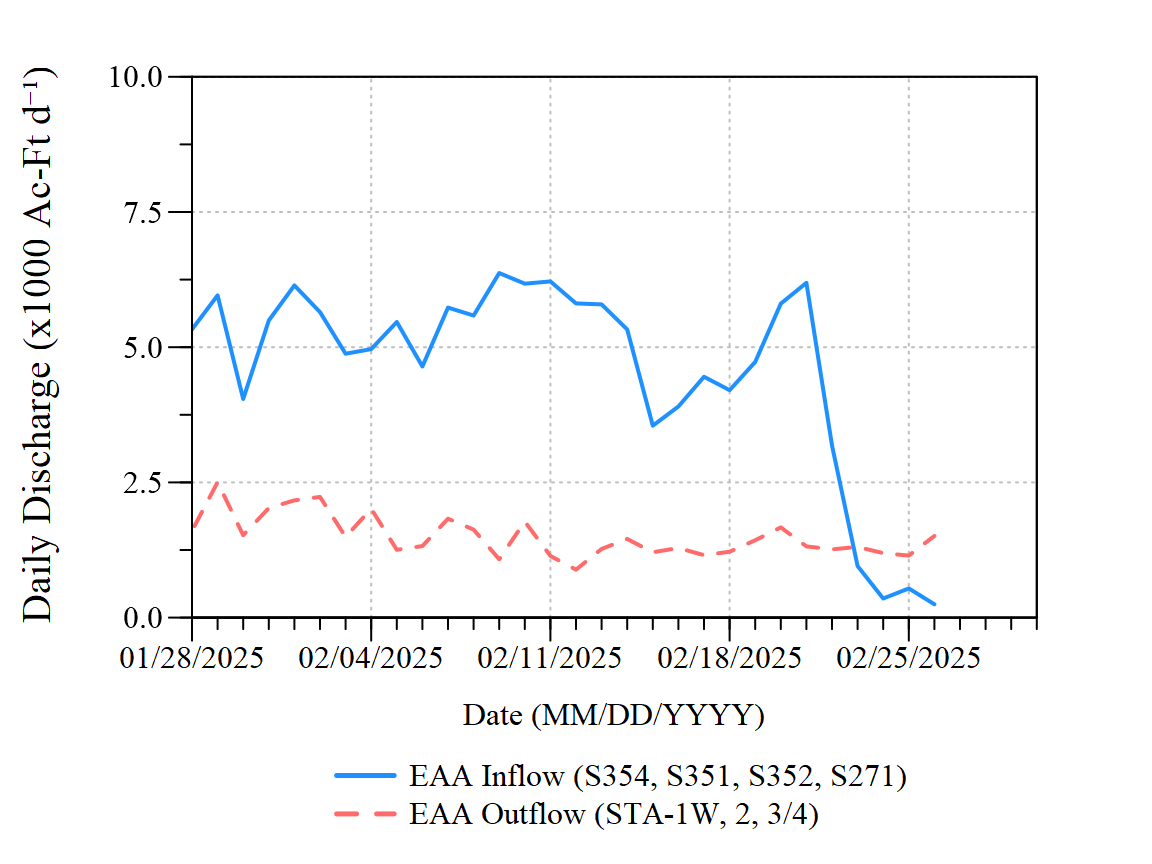 Daily Discharge (x1000 Ac-Ft d⁻¹)
10.0
7.5
5.0
2.5
0.0
01/28/2025 02/04/2025 02/11/2025 02/18/2025 02/25/2025
Date (MM/DD/YYYY)
EAA Inflow (S354, S351, S352, S271)
EAA Outflow (STA-1W, 2, 3/4)